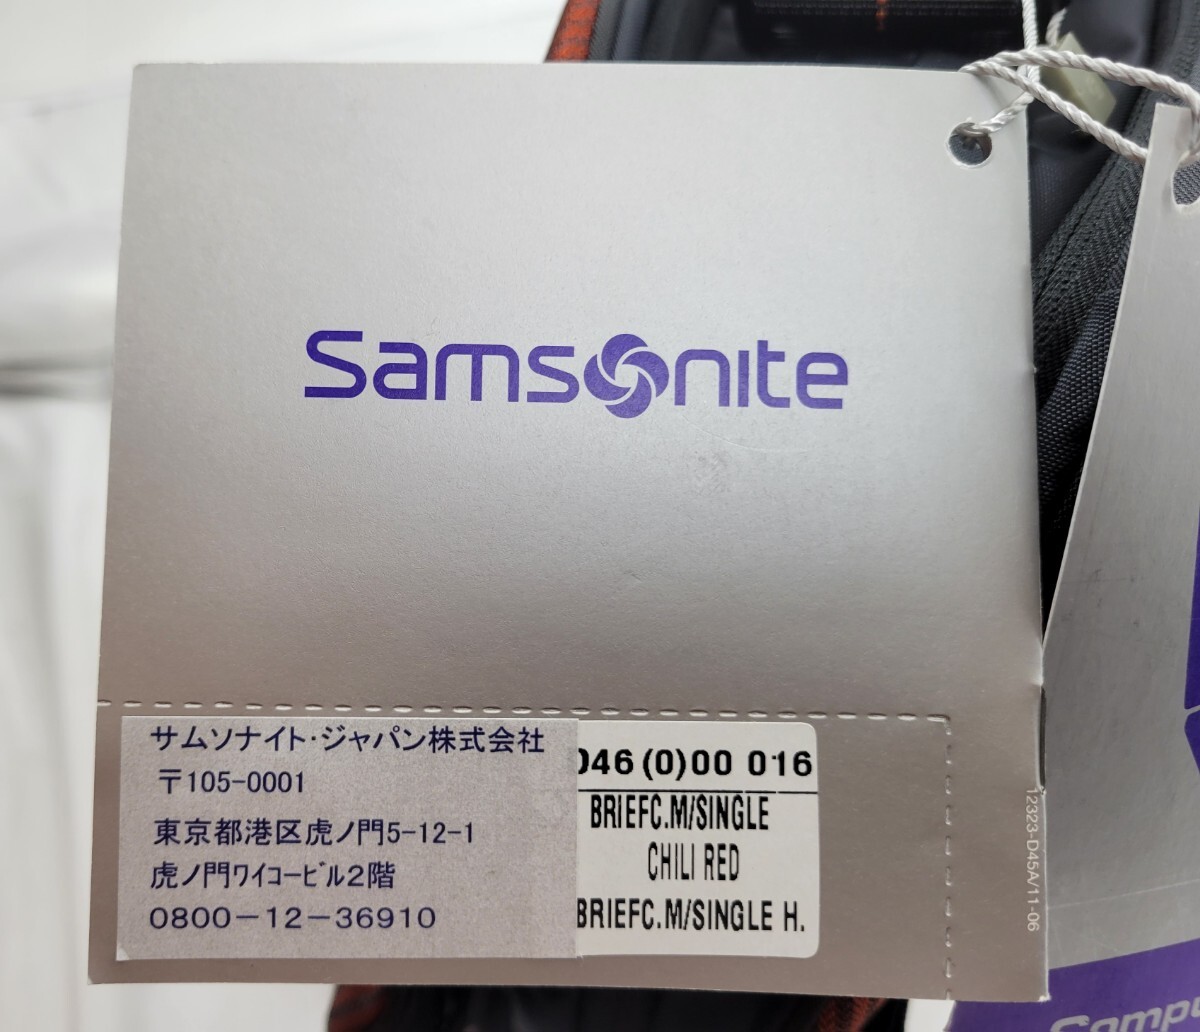 Samsonite
サムソナイト・ジャパン株式会社
〒105-0001
東京都港区虎ノ門5-12-1
虎ノ門ワイコービル2階
0800-12-36910
046(0)00 016
BRIEFC.M/SINGLE
CHILI RED
BRIEFC.M/SINGLE H.
12323-D45A/11-06